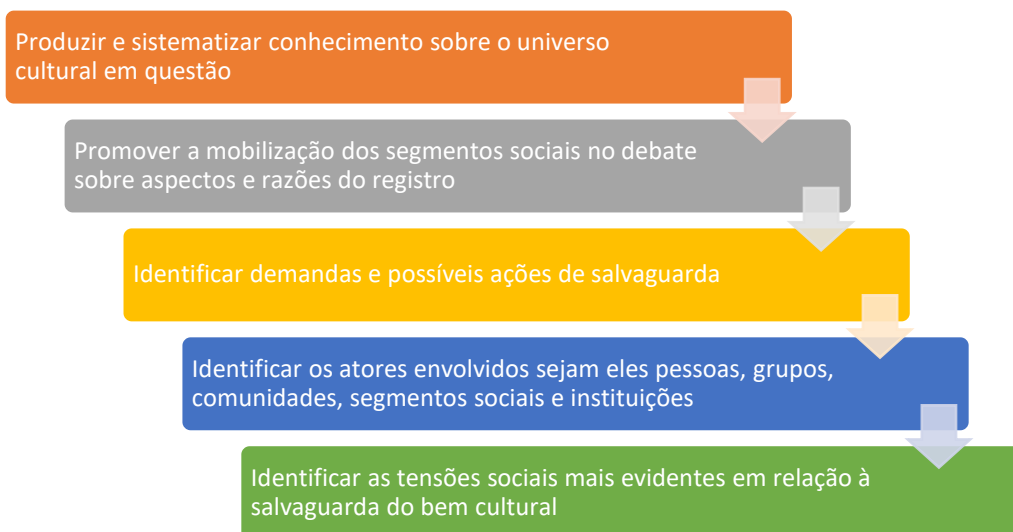 Produzir e sistematizar conhecimento sobre o universo
cultural em questão
Promover a mobilização dos segmentos sociais no debate
sobre aspectos e razões do registro
Identificar demandas e possíveis ações de salvaguarda
Identificar os atores envolvidos sejam eles pessoas, grupos,
comunidades, segmentos sociais e instituições
Identificar as tensões sociais mais evidentes em relação à
salvaguarda do bem cultural